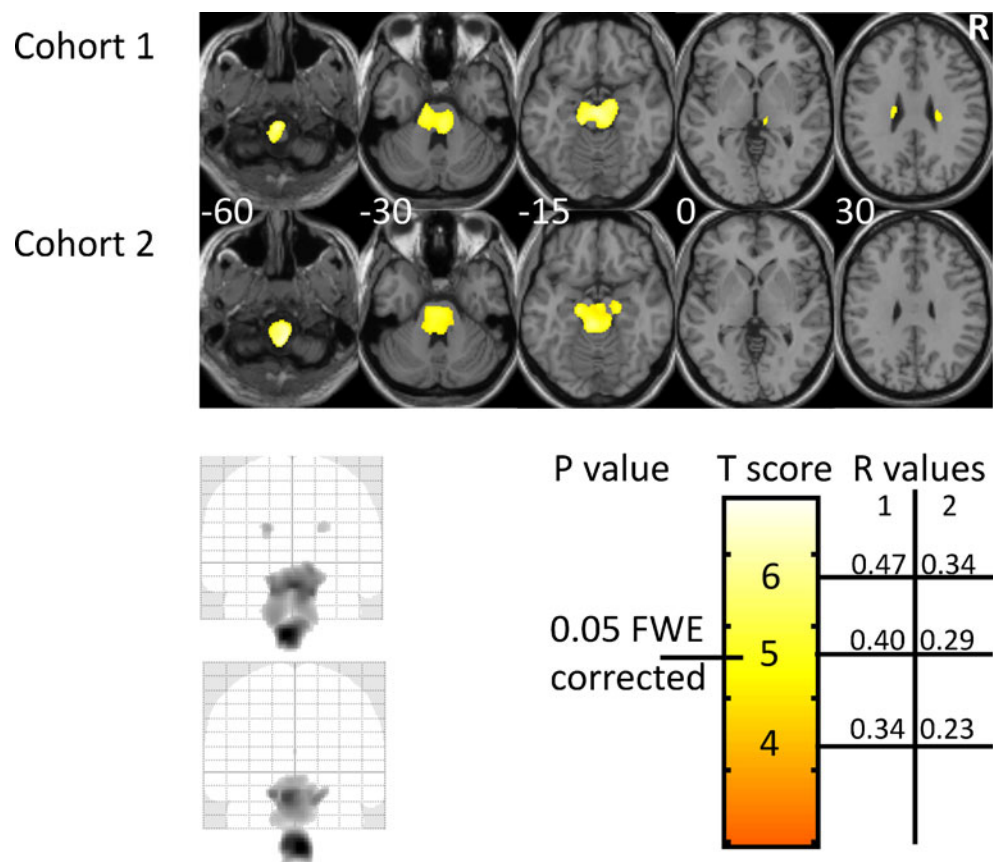 Cohort 1
R
-60 -30 -15 0 30
Cohort 2
P value T score R values
1 2
6 0.47 0.34
0.05 FWE
corrected
5 0.40 0.29
4 0.34 0.23